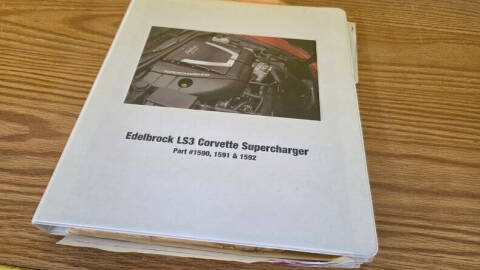 Edelbrock LS3 Corvette Supercharger
Part #1590, 1591 & 1592